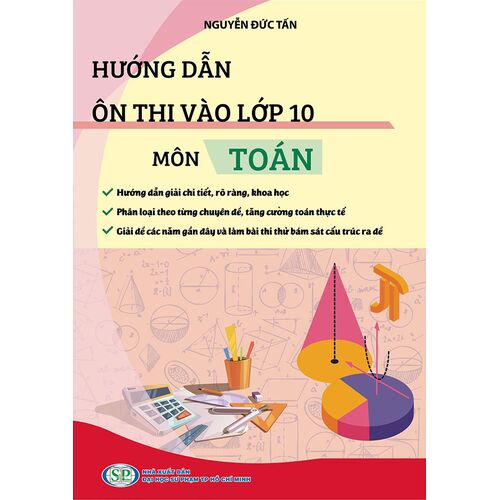 NGUYỄN ĐỨC TẤN
HƯỚNG DẪN
ÔN THI VÀO LỚP 10
MÔN TOÁN
Hướng dẫn giải chi tiết, rõ ràng, khoa học
Phân loại theo từng chuyên đề, tăng cường toán thực tế
Giải đề các năm gần đây và làm bài thi thử bám sát cấu trúc ra đề
SP
NHÀ XUẤT BẢN
ĐẠI HỌC SƯ PHẠM TP HỒ CHÍ MINH